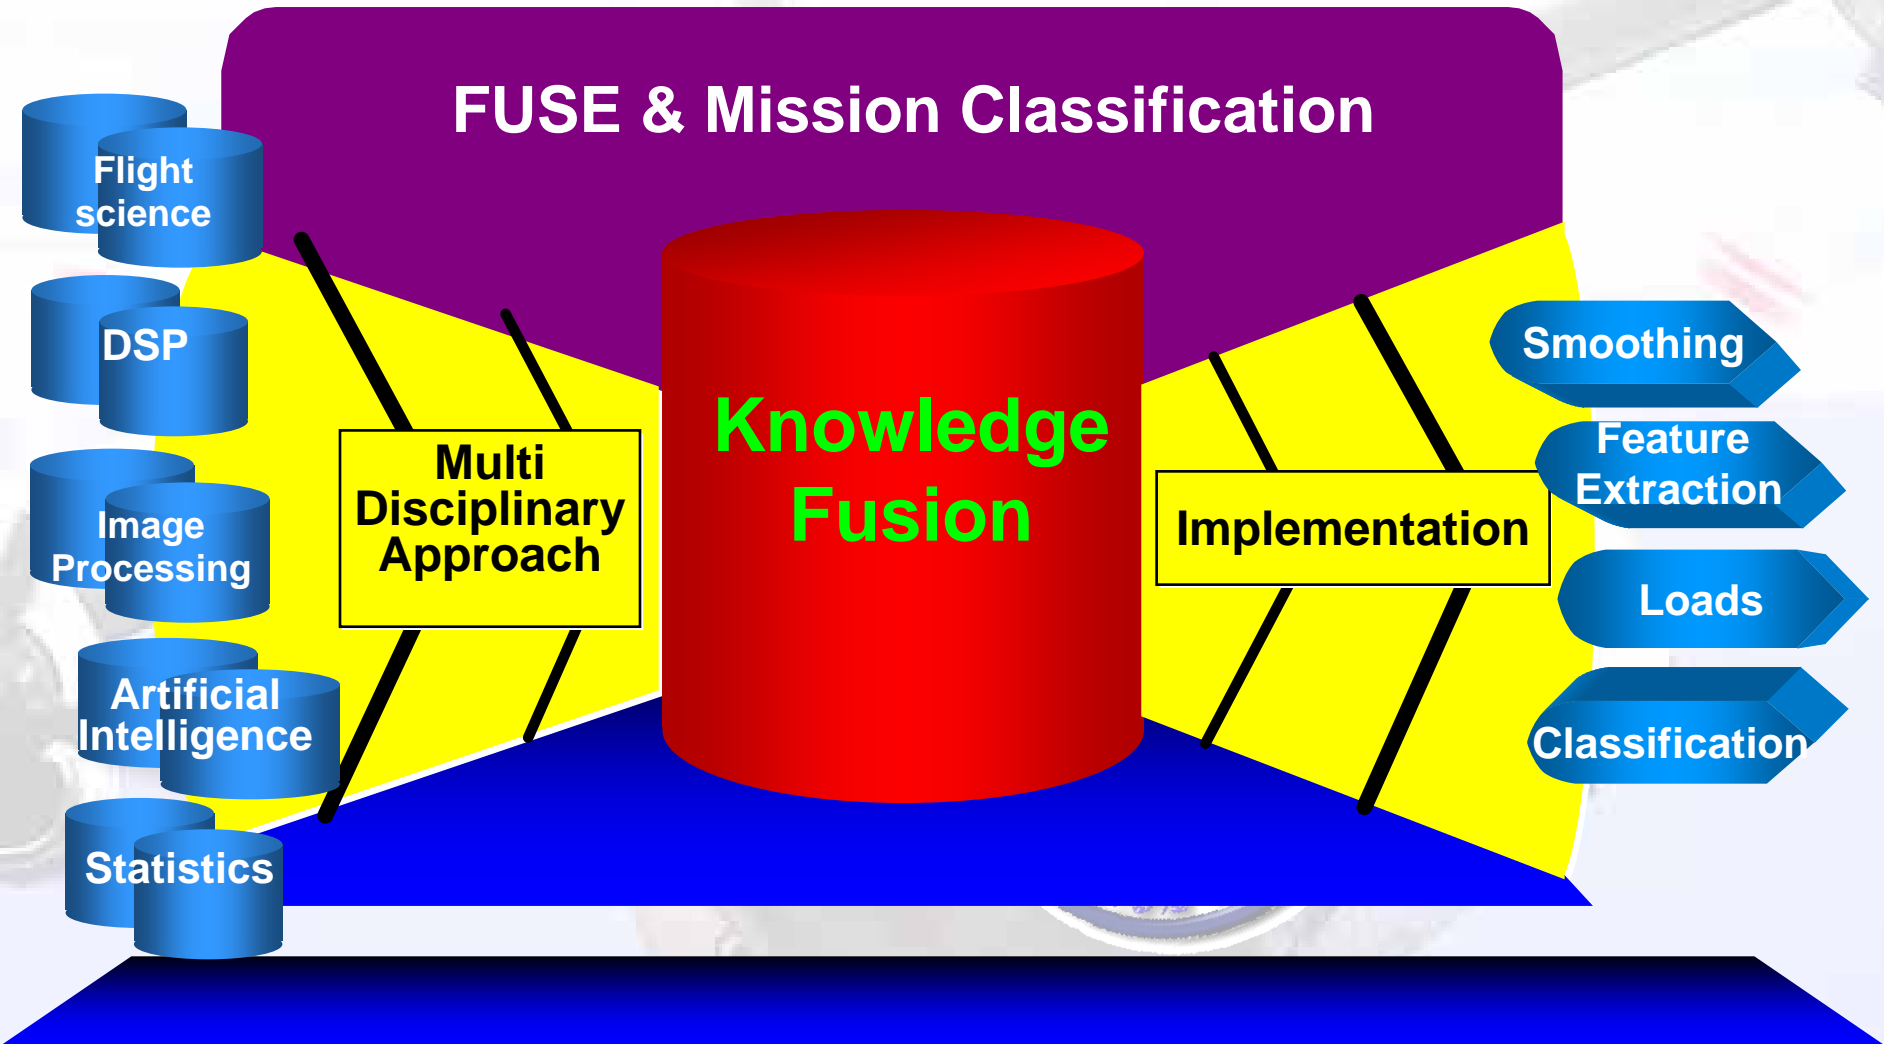 FUSE & Mission Classification
Flight
science
DSP
Image
Processing
Artificial
Intelligence
Statistics
Multi
Disciplinary
Approach
Knowledge
Fusion
Implementation
Smoothing
Feature
Extraction
Loads
Classification